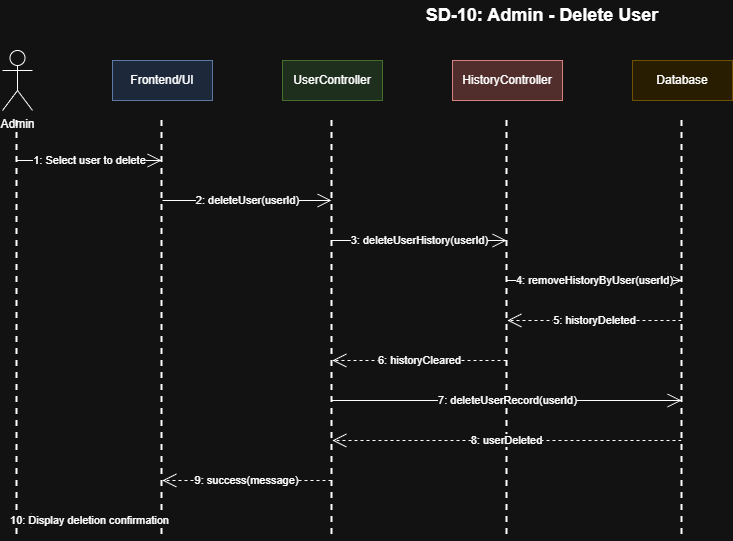 SD-10: Admin - Delete User
Frontend/UI
UserController
HistoryController
Database
Admin
1: Select user to delete
2: deleteUser(userId)
3: deleteUserHistory(userId)
4: removeHistoryByUser(userId)
5: historyDeleted
6: historyCleared
7: deleteUserRecord(userId)
8: userDeleted
9: success(message)
10: Display deletion confirmation